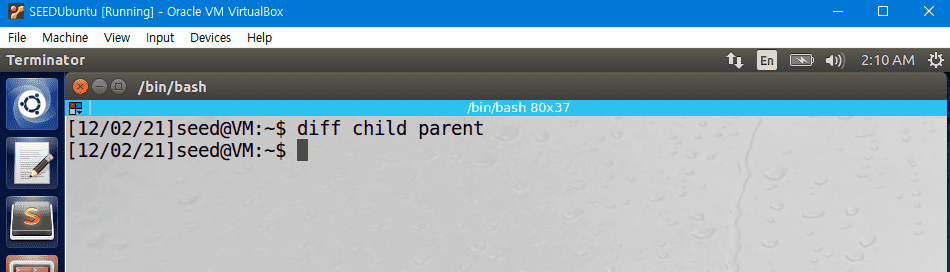 SEEDUbuntu [Running] - Oracle VM VirtualBox
File Machine View Input Devices Help
Terminator En 2:10 AM
/bin/bash
/bin/bash 80x37
[12/02/21]seed@VM:~$ diff child parent
[12/02/21]seed@VM:~$